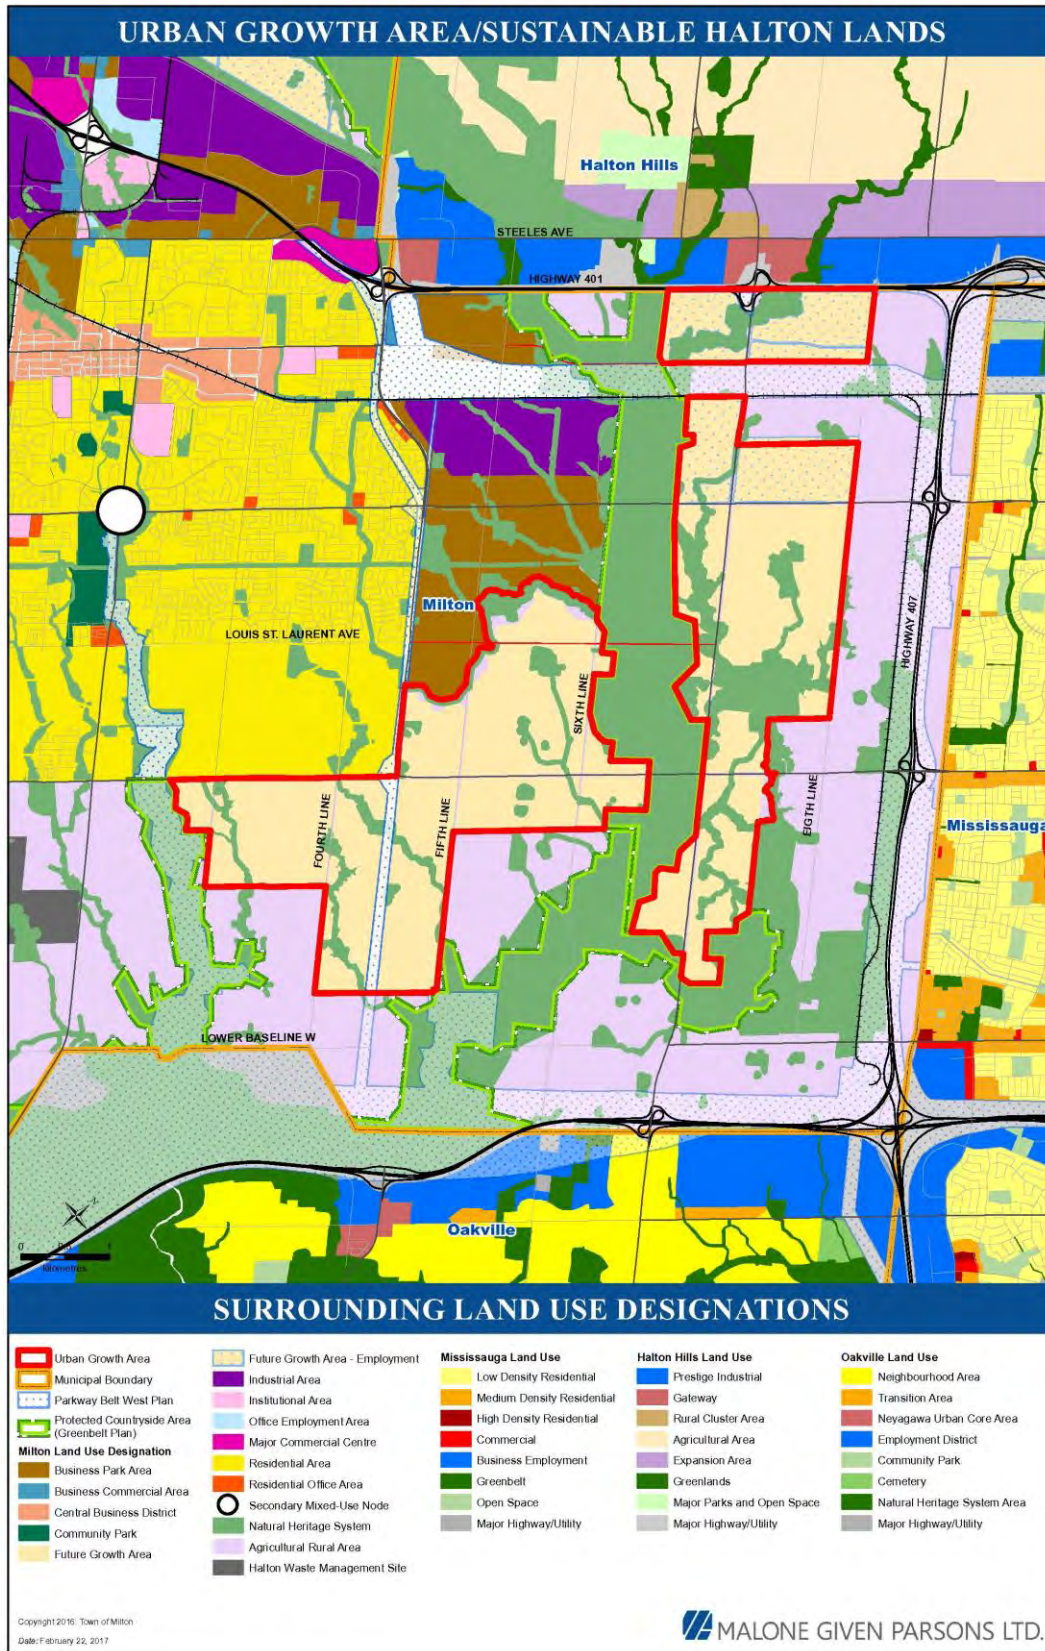 URBAN GROWTH AREA/SUSTAINABLE HALTON LANDS
Halton Hills
STEELES AVE
HIGHWAY 401
Milton
LOUIS ST. LAURENT AVE
SIXTH LINE
HIGHWAY 407
FOURTH LINE
FIFTH LINE
EIGTH LINE
Mississauga
LOWER BASELINE W
Oakville
0
1
kilometres
SURROUNDING LAND USE DESIGNATIONS
Urban Growth Area
Municipal Boundary
Parkway Belt West Plan
Protected Countryside Area
(Greenbelt Plan)
Milton Land Use Designation
Business Park Area
Business Commercial Area
Central Business District
Community Park
Future Growth Area
Future Growth Area - Employment
Industrial Area
Institutional Area
Office Employment Area
Major Commercial Centre
Residential Area
Residential Office Area
Secondary Mixed-Use Node
Natural Heritage System
Agricultural Rural Area
Halton Waste Management Site
Mississauga Land Use
Low Density Residential
Medium Density Residential
High Density Residential
Commercial
Business Employment
Greenbelt
Open Space
Major Highway/Utility
Halton Hills Land Use
Prestige Industrial
Gateway
Rural Cluster Area
Agricultural Area
Expansion Area
Greenlands
Major Parks and Open Space
Major Highway/Utility
Oakville Land Use
Neighbourhood Area
Transition Area
Neyagawa Urban Core Area
Employment District
Community Park
Cemetery
Natural Heritage System Area
Major Highway/Utility
Copyright 2016: Town of Milton
Date: February 22, 2017
MALONE GIVEN PARSONS LTD.